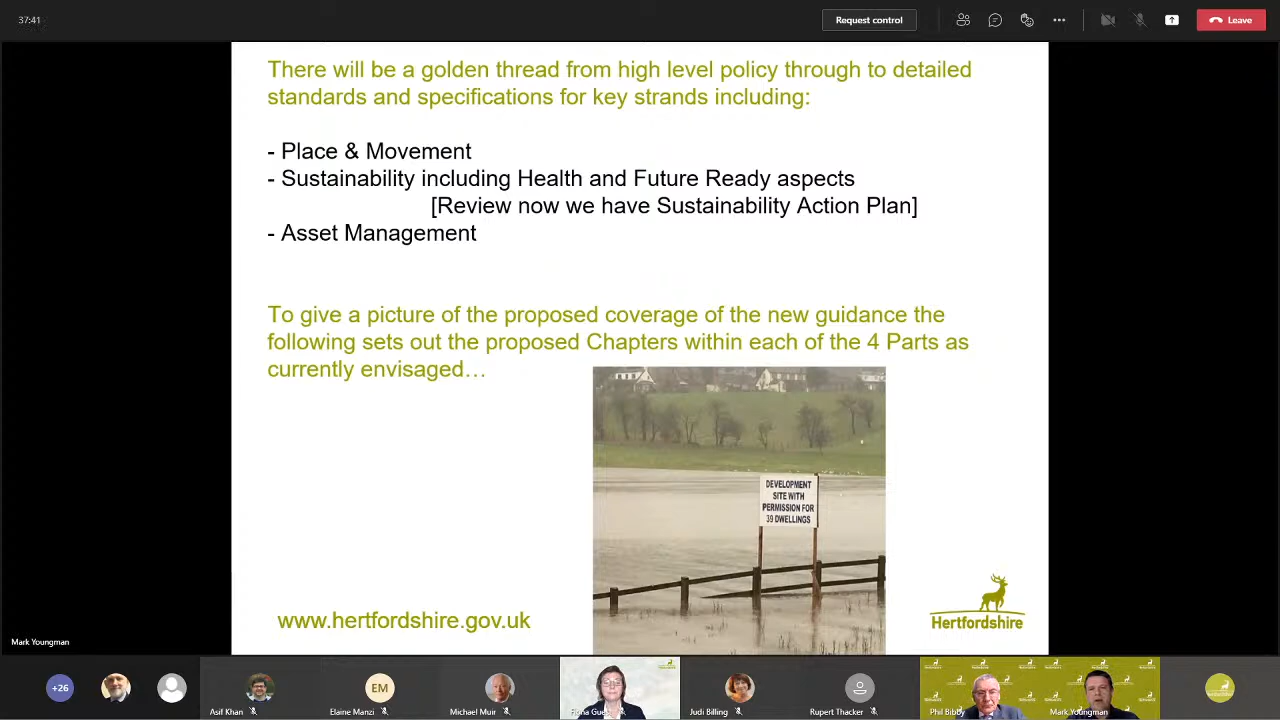 37:41
Request control
Leave
There will be a golden thread from high level policy through to detailed
standards and specifications for key strands including:
- Place & Movement
- Sustainability including Health and Future Ready aspects
[Review now we have Sustainability Action Plan]
- Asset Management
To give a picture of the proposed coverage of the new guidance the
following sets out the proposed Chapters within each of the 4 Parts as
currently envisaged…
DEVELOPMENT
SITE WITH
PERMISSION FOR
39 DWELLINGS
www.hertfordshire.gov.uk
Hertfordshire
Mark Youngman
+26
EM
Asif Khan
Elaine Manzi
Michael Muir
Fiona Gues
Judi Billing
Rupert Thacker
Phil Bibby
Mark Youngman